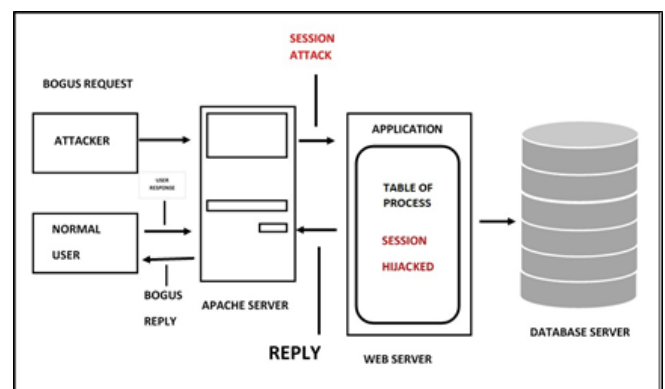 SESSION
ATTACK
BOGUS REQUEST
ATTACKER
APPLICATION
USER
RESPONSE
TABLE OF
PROCESS
NORMAL
USER
SESSION
HIJACKED
BOGUS
REPLY
APACHE SERVER
REPLY
WEB SERVER
DATABASE SERVER